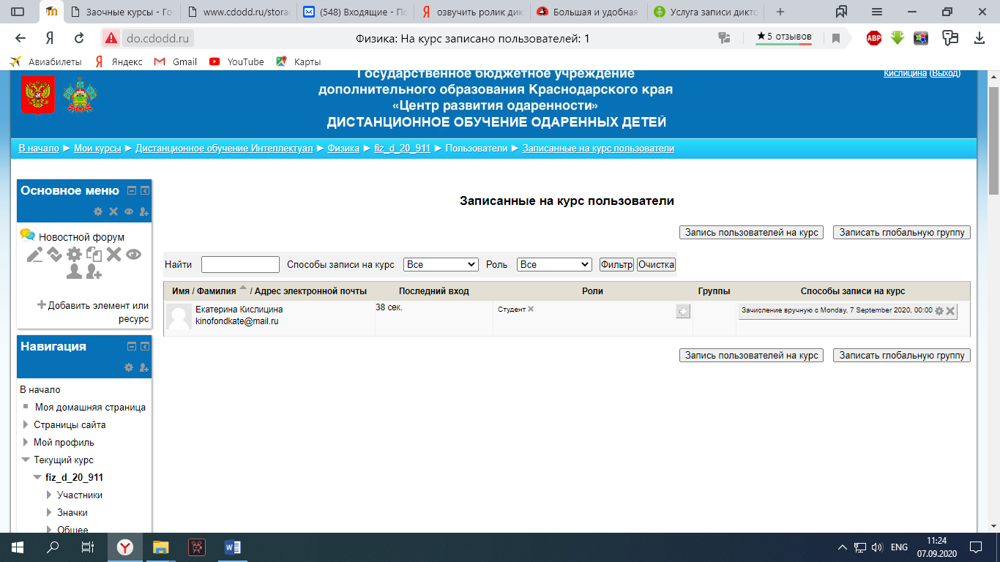 Заочные курсы - Го
www.cdodd.ru/stora
(548) Входящие - По
озвучить ролик дик
Большая и удобная
Услуга записи диктс
do.cdodd.ru
Физика: На курс записано пользователей: 1
★5 отзывов
ABP
Авиабилеты
Яндекс
Gmail
YouTube
Карты
Государственное бюджетное учреждение
дополнительного образования Краснодарского края
«Центр развития одаренности»
ДИСТАНЦИОННОЕ ОБУЧЕНИЕ ОДАРЕННЫХ ДЕТЕЙ
Кислицина (Выход)
В начало ► Мои курсы ► Дистанционное обучение Интеллектуал ► Физика ► fiz_d_20_911 ► Пользователи ► Записанные на курс пользователи
Основное меню
Новостной форум
Добавить элемент или
ресурс
Навигация
В начало
Моя домашняя страница
Страницы сайта
Мой профиль
Текущий курс
fiz_d_20_911
Участники
Значки
Общее
Записанные на курс пользователи
Запись пользователей на курс
Записать глобальную группу
Найти
Способы записи на курс
Все
Роль
Все
Фильтр
Очистка
Имя / Фамилия / Адрес электронной почты
Последний вход
Роли
Группы
Способы записи на курс
Екатерина Кислицина
kinofondkate@mail.ru
38 сек.
Студент
Зачисление вручную с Monday, 7 September 2020, 00:00
Запись пользователей на курс
Записать глобальную группу
ENG
11:24
07.09.2020